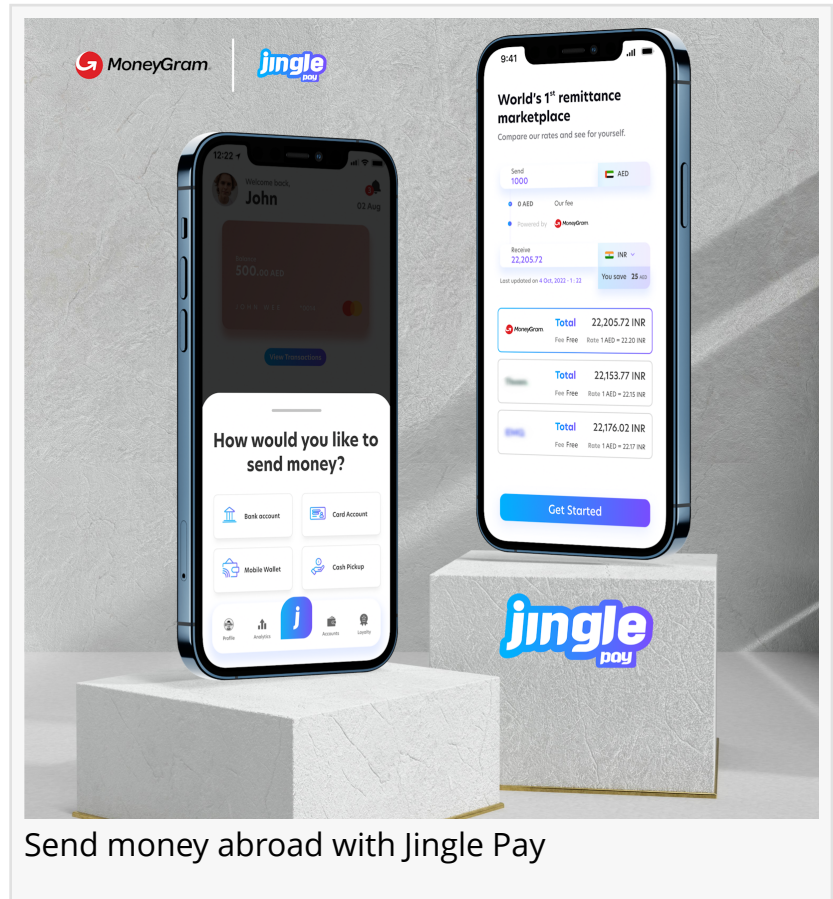 MoneyGram.
jingle
pay
12:22
Welcome back,
John
02 Aug
Balance
500.00 AED
View Transactions
How would you like to
send money?
Bank account
Card Account
Mobile Wallet
Cash Pickup
j
Profile
Analytics
Accounts
Loyalty
9:41
World's 1st remittance
marketplace
Compare our rates and see for yourself.
Send
1000
AED
0 AED Our fee
Powered by MoneyGram.
Receive
22,205.72
INR
Last updated on 4 Oct, 2022 - 1 : 22
You save 25 AED
MoneyGram. Total 22,205.72 INR
Fee Free Rate 1 AED = 22.20 INR
Total 22,153.77 INR
Fee Free Rate 1 AED = 22.15 INR
Total 22,176.02 INR
Fee Free Rate 1 AED = 22.17 INR
Get Started
jingle
pay
Send money abroad with Jingle Pay